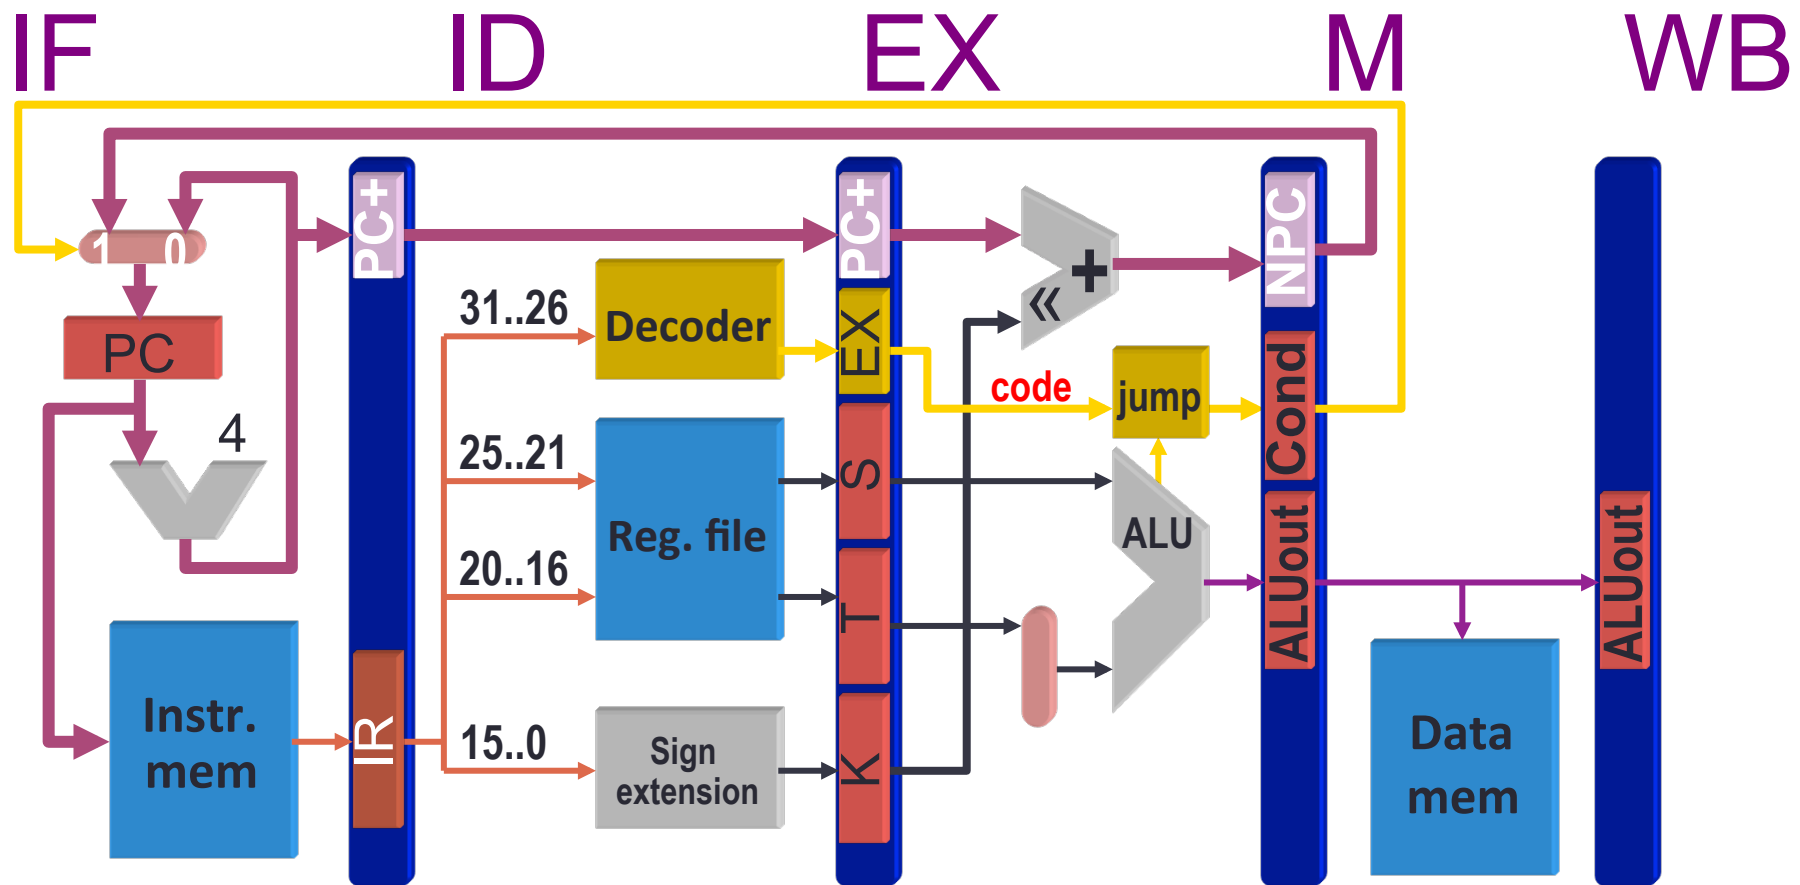 IF ID EX M WB
1 0
PC
4
Instr.
mem
PC+
IR
31..26
25..21
20..16
15..0
Decoder
Reg. file
Sign
extension
PC+
EX
S
T
K
«
+
code
jump
ALU
NPC
Cond
ALUout
Data
mem
ALUout